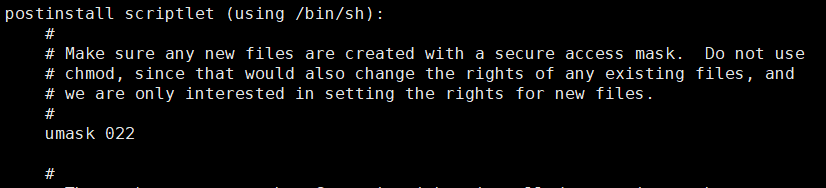 postinstall scriptlet (using /bin/sh):
#
# Make sure any new files are created with a secure access mask.  Do not use
# chmod, since that would also change the rights of any existing files, and
# we are only interested in setting the rights for new files.
#
umask 022
#